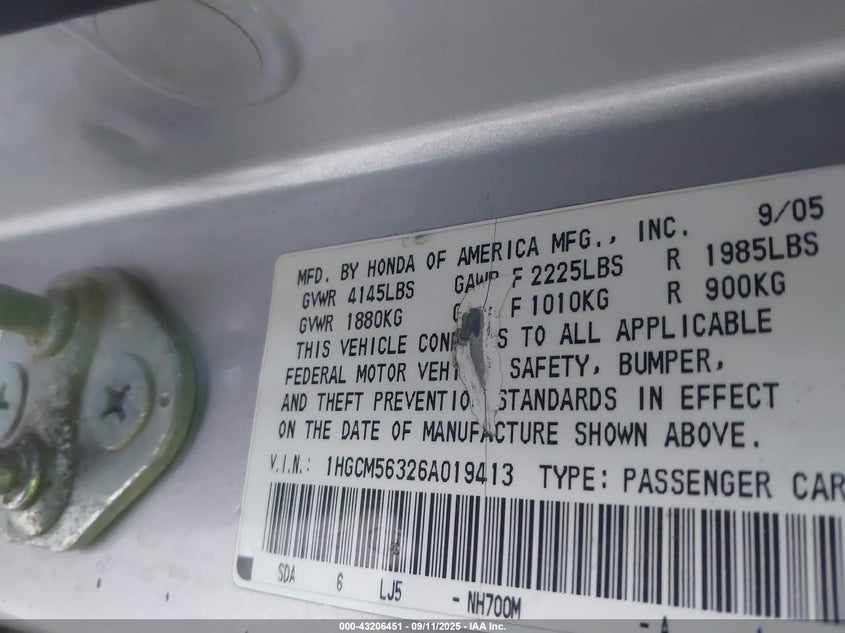 MFD. BY HONDA OF AMERICA MFG., INC. 9/05
GVWR 4145LBS GAWR F 2225LBS R 1985LBS
GVWR 1880KG F 1010KG R 900KG
THIS VEHICLE CONF S TO ALL APPLICABLE
FEDERAL MOTOR VEHI SAFETY, BUMPER,
AND THEFT PREVENTIO STANDARDS IN EFFECT
ON THE DATE OF MANUFACTURE SHOWN ABOVE.
V.I.N.: 1HGCM56326A019413 TYPE: PASSENGER CAR
SDA 6 LJ5 - NH700M - A
000-43206451 - 09/11/2025 - IAA Inc.